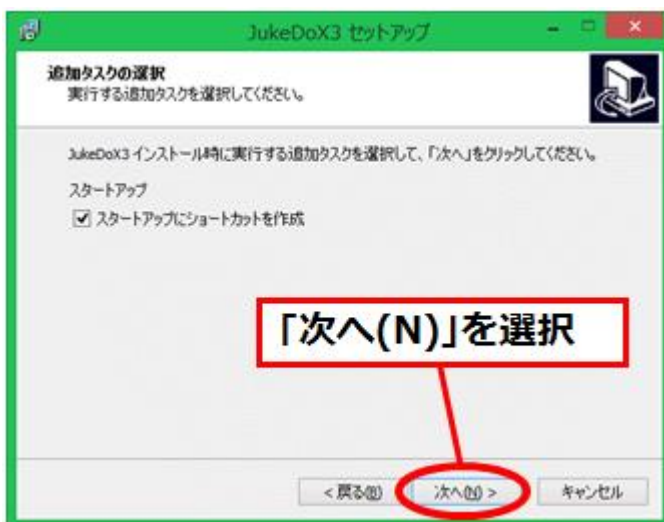 JukeDoX3 セットアップ
追加タスクの選択
実行する追加タスクを選択してください。
JukeDoX3 インストール時に実行する追加タスクを選択して、「次へ」をクリックしてください。
スタートアップ
スタートアップにショートカットを作成
「次へ(N)」を選択
< 戻る(B)
次へ(N) >
キャンセル